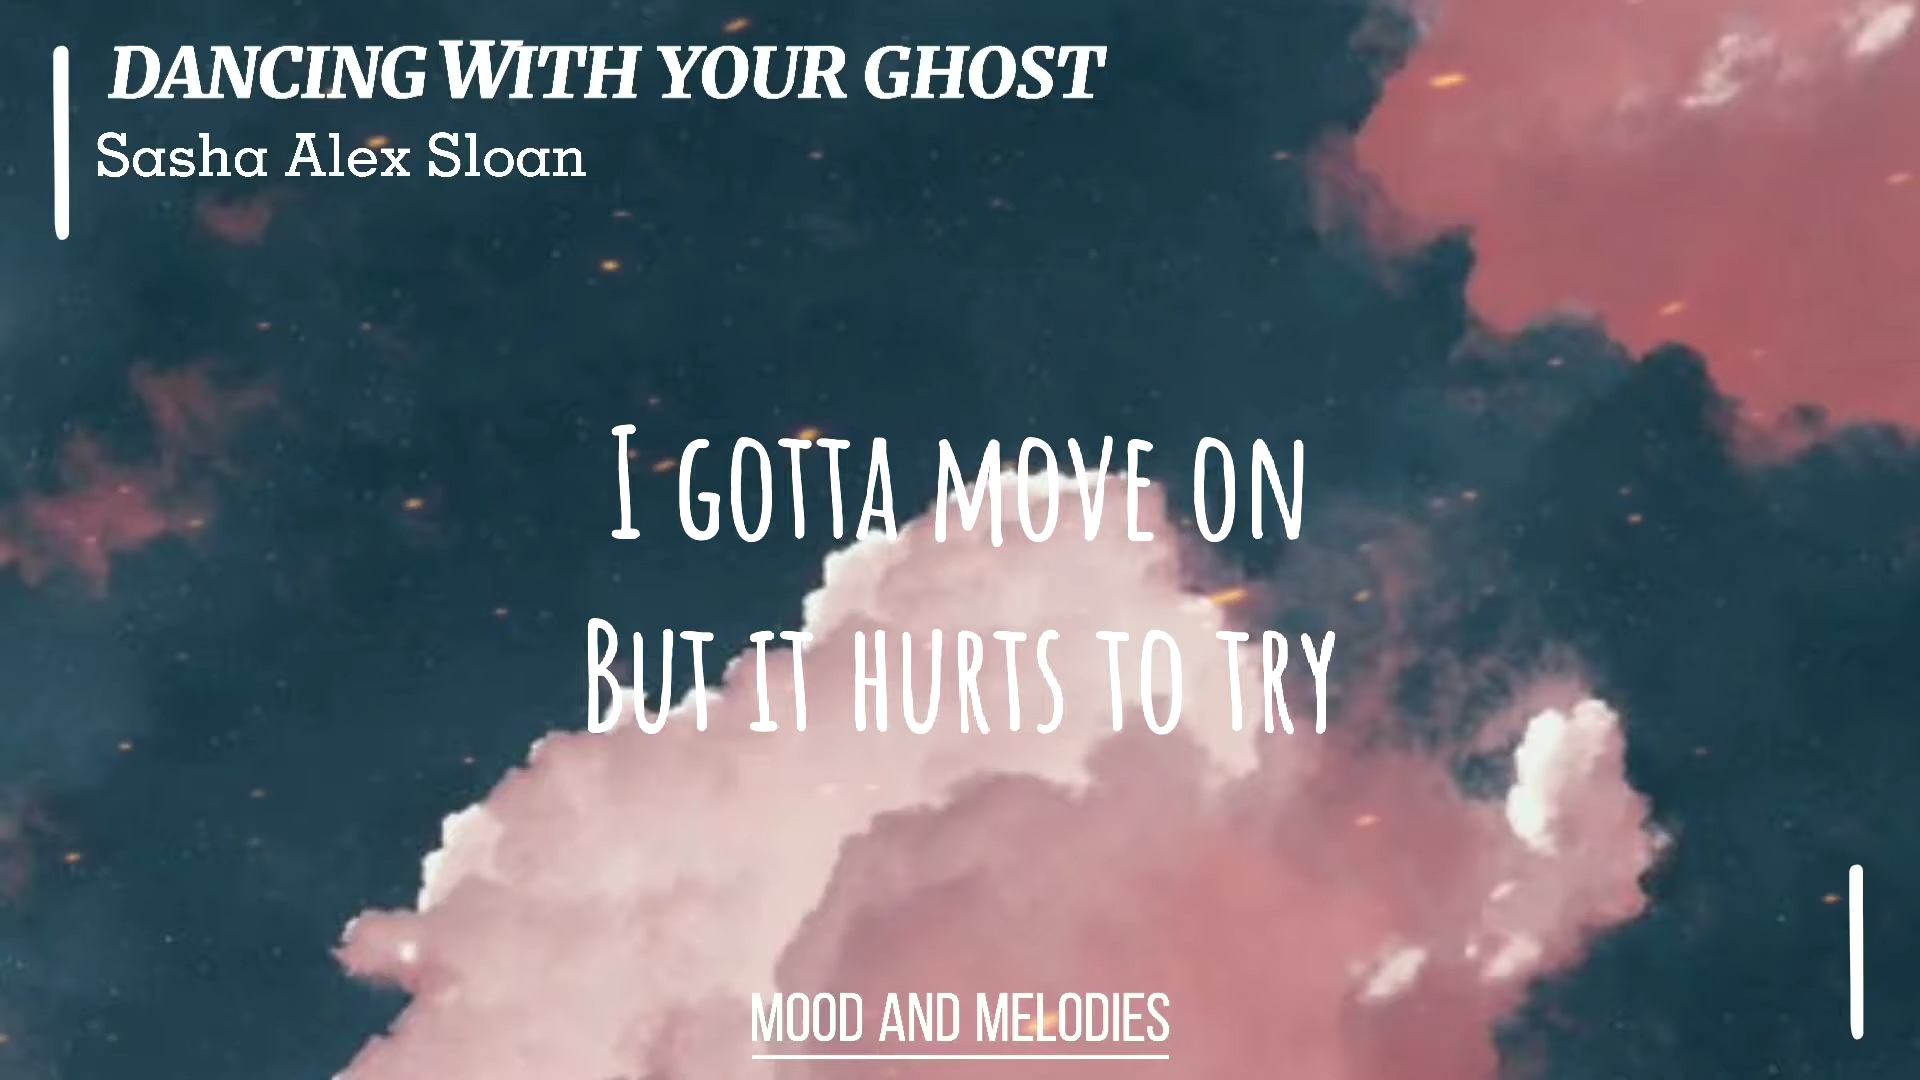 DANCING WITH YOUR GHOST
Sasha Alex Sloan
I GOTTA MOVE ON
BUT IT HURTS TO TRY
MOOD AND MELODIES